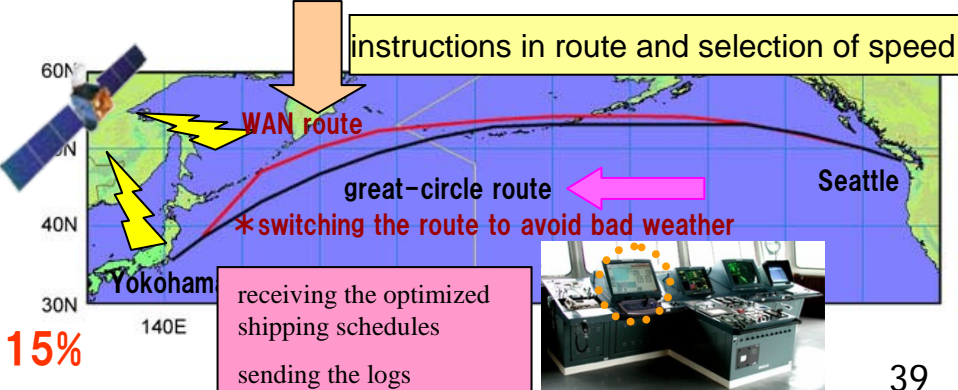 instructions in route and selection of speed
60N
WAN route
great-circle route
Seattle
40N
*switching the route to avoid bad weather
30N
140E
receiving the optimized
shipping schedules
sending the logs
15%
39